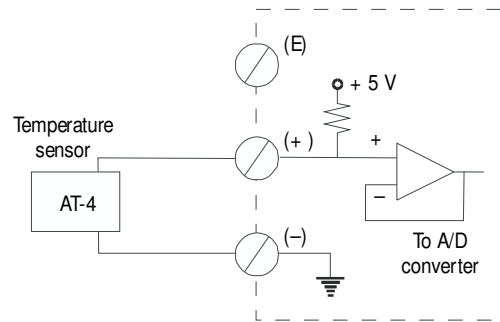 (E)
+ 5 V
Temperature
sensor
(+)
+
AT-4
–
(–)
To A/D
converter